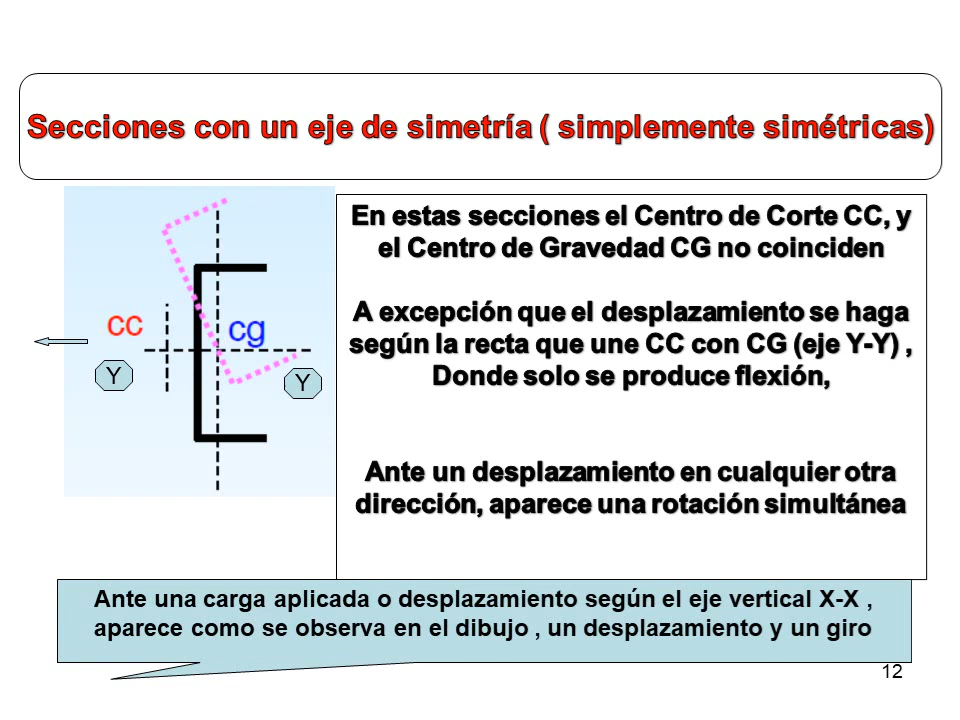 Secciones con un eje de simetría ( simplemente simétricas)
cc
cg
Y
Y
En estas secciones el Centro de Corte CC, y
el Centro de Gravedad CG no coinciden
A excepción que el desplazamiento se haga
según la recta que une CC con CG (eje Y-Y) ,
Donde solo se produce flexión,
Ante un desplazamiento en cualquier otra
dirección, aparece una rotación simultánea
Ante una carga aplicada o desplazamiento según el eje vertical X-X ,
aparece como se observa en el dibujo , un desplazamiento y un giro
12